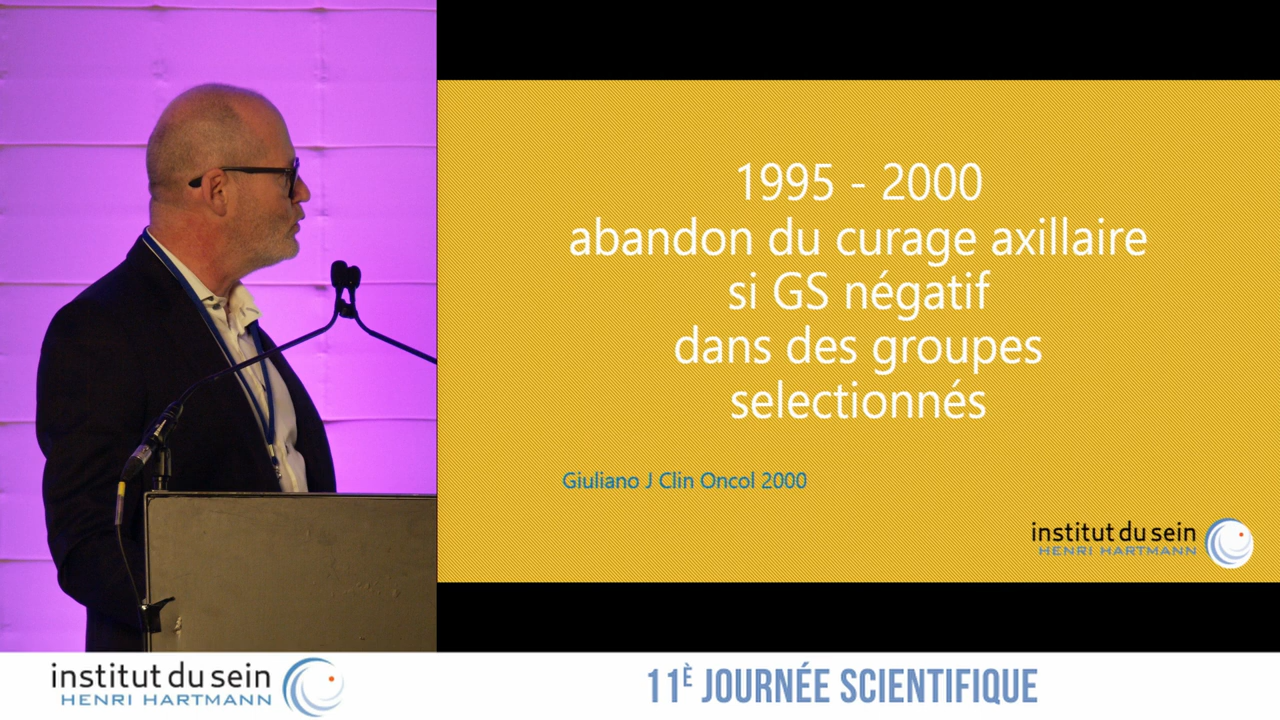 1995 - 2000
abandon du curage axillaire
si GS négatif
dans des groupes
selectionnés
Giuliano J Clin Oncol 2000
institut du sein
HENRI HARTMANN
institut du sein
HENRI HARTMANN
11È JOURNÉE SCIENTIFIQUE